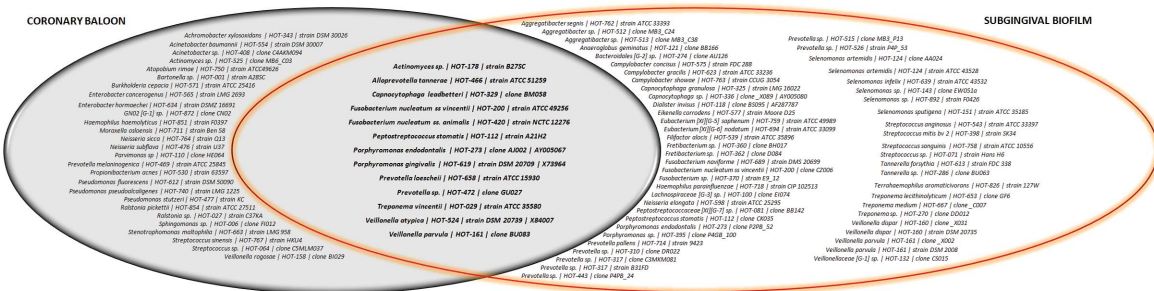 CORONARY BALOON
SUBGINGIVAL BIOFILM
Achromobacter xylosoxidans | HOT-343 | strain DSM 30026
Acinetobacter baumannii | HOT-554 | strain DSM 30007
Acinetobacter sp. | HOT-408 | clone C4AKM094
Actinomyces sp. | HOT-525 | clone MB6_C03
Atopobium rimae | HOT-750 | strain ATCC49626
Bartonella sp. | HOT-001 | strain A28SC
Burkholderia cepacia | HOT-571 | strain ATCC 25416
Enterobacter cancerogenus | HOT-565 | strain LMG 2693
Enterobacter hormaechei | HOT-634 | strain DSMZ 16691
GN02 [G-1] sp. | HOT-872 | clone CN02
Haemophilus haemolyticus | HOT-851 | strain F0397
Moraxella osloensis | HOT-711 | strain Ben 58
Neisseria sicca | HOT-764 | strain Q13
Neisseria subflava | HOT-476 | strain U37
Parvimonas sp | HOT-110 | clone HE064
Prevotella meloninogenica | HOT-469 | strain ATCC 25845
Propionibacter acnes | HOT-530 | strain 63597
Pseudomonas fluorescens | HOT-612 | strain DSM 50090
Pseudomonas pseudoalcaligenes | HOT-740 | strain LMG 1225
Pseudomonas stutzeri | HOT-477 | strain KC
Ralstonia pickettii | HOT-854 | strain ATCC 27511
Ralstonia sp. | HOT-027 | strain C37KA
Sphingomonas sp. | HOT-006 | clone FI012
Stenotrophomonas maltophilia | HOT-663 | strain LMG 958
Streptococcus sinensis | HOT-767 | strain HKU4
Streptococcus sp. | HOT-064 | clone C5MLM037
Veillonella rogosae | HOT-158 | clone BI029
Actinomyces sp. | HOT-178 | strain B27SC
Alloprevotella tannerae | HOT-466 | strain ATCC 51259
Capnocytophaga leadbetteri | HOT-329 | clone BM058
Fusobacterium nucleatum ss vincentii | HOT-200 | strain ATCC 49256
Fusobacterium nucleatum ss. animalis | HOT-420 | strain NCTC 12276
Peptostreptococcus stomatis | HOT-112 | strain A21H2
Porphyromonas endodontalis | HOT-273 | clone AJ002 | AY005067
Porphyromonas gingivalis | HOT-619 | strain DSM 20709 | X73964
Prevotella loescheii | HOT-658 | strain ATCC 15930
Prevotella sp. | HOT-472 | clone GU027
Treponema vincentii | HOT-029 | strain ATCC 35580
Veillonella atypica | HOT-524 | strain DSM 20739 | X84007
Veillonella parvula | HOT-161 | clone BU083
Aggregatibacter segnis | HOT-762 | strain ATCC 33393
Aggregatibacter sp. | HOT-512 | clone MB3_C24
Aggregatibacter sp. | HOT-513 | clone MB3_C38
Anaeroglobus geminatus | HOT-121 | clone BB166
Bacteroidales [G-2] sp. | HOT-274 | clone AU126
Campylobacter concisus | HOT-575 | strain FDC 288
Campylobacter gracilis | HOT-623 | strain ATCC 33236
Campylobacter showae | HOT-763 | strain CCUG 3054
Capnocytophaga granulosa | HOT-325 | strain LMG 16022
Capnocytophaga sp. | HOT-336 | clone _X089 | AY005080
Dialister invisus | HOT-118 | clone BS095 | AF287787
Eikenella corrodens | HOT-577 | strain Moore D25
Eubacterium [XI][G-5] saphenum | HOT-759 | strain ATCC 49989
Eubacterium [XI][G-6] nodatum | HOT-694 | strain ATCC 33099
Filifactor alocis | HOT-539 | strain ATCC 35896
Fretibacterium sp. | HOT-360 | clone BH017
Fretibacterium sp. | HOT-362 | clone D084
Fusobacterium naviforme | HOT-689 | strain DMS 20699
Fusobacterium nucleatum ss vincentii | HOT-200 | clone CZ006
Fusobacterium sp. | HOT-370 | clone E9_12
Haemophilus parainfluenzae | HOT-718 | strain CIP 102513
Lachnospiraceae [G-3] sp. | HOT-100 | clone EI074
Neisseria elongata | HOT-598 | strain ATCC 25295
Peptostreptococcaceae [XI][G-7] sp. | HOT-081 | clone BB142
Peptostreptococcus stomatis | HOT-112 | clone CK035
Porphyromonas endodontalis | HOT-273 | clone P2PB_52
Porphyromonas sp. | HOT-395 | clone P4GB_100
Prevotella pallens | HOT-714 | strain 9423
Prevotella sp. | HOT-310 | clone DR022
Prevotella sp. | HOT-317 | clone C3MKM081
Prevotella sp. | HOT-317 | strain B31FD
Prevotella sp. | HOT-443 | clone P4PB_24
Prevotella sp. | HOT-515 | clone MB3_P13
Prevotella sp. | HOT-526 | strain P4P_53
Selenomonas artemidis | HOT-124 | clone AA024
Selenomonas artemidis | HOT-124 | strain ATCC 43528
Selenomonas infelix | HOT-639 | strain ATCC 43532
Selenomonas sp. | HOT-143 | clone EW051a
Selenomonas sp. | HOT-892 | strain F0426
Selenomonas sputigena | HOT-151 | strain ATCC 35185
Streptococcus anginosus | HOT-543 | strain ATCC 33397
Streptococcus mitis bv 2 | HOT-398 | strain SK34
Streptococcus sanguinis | HOT-758 | strain ATCC 10556
Streptococcus sp. | HOT-071 | strain Hans H6
Tannerella forsythia | HOT-613 | strain FDC 338
Tannerella sp. | HOT-286 | clone BU063
Terrahaemophilus aromaticivorans | HOT-826 | strain 127W
Treponema lecithinolyticum | HOT-653 | clone GF6
Treponema medium | HOT-667 | clone _C007
Treponema sp. | HOT-270 | clone DD012
Veillonella dispar | HOT-160 | clone _X031
Veillonella dispar | HOT-160 | strain DSM 20735
Veillonella parvula | HOT-161 | clone _X002
Veillonella parvula | HOT-161 | strain DSM 2008
Veillonellaceae [G-1] sp. | HOT-132 | clone CS015